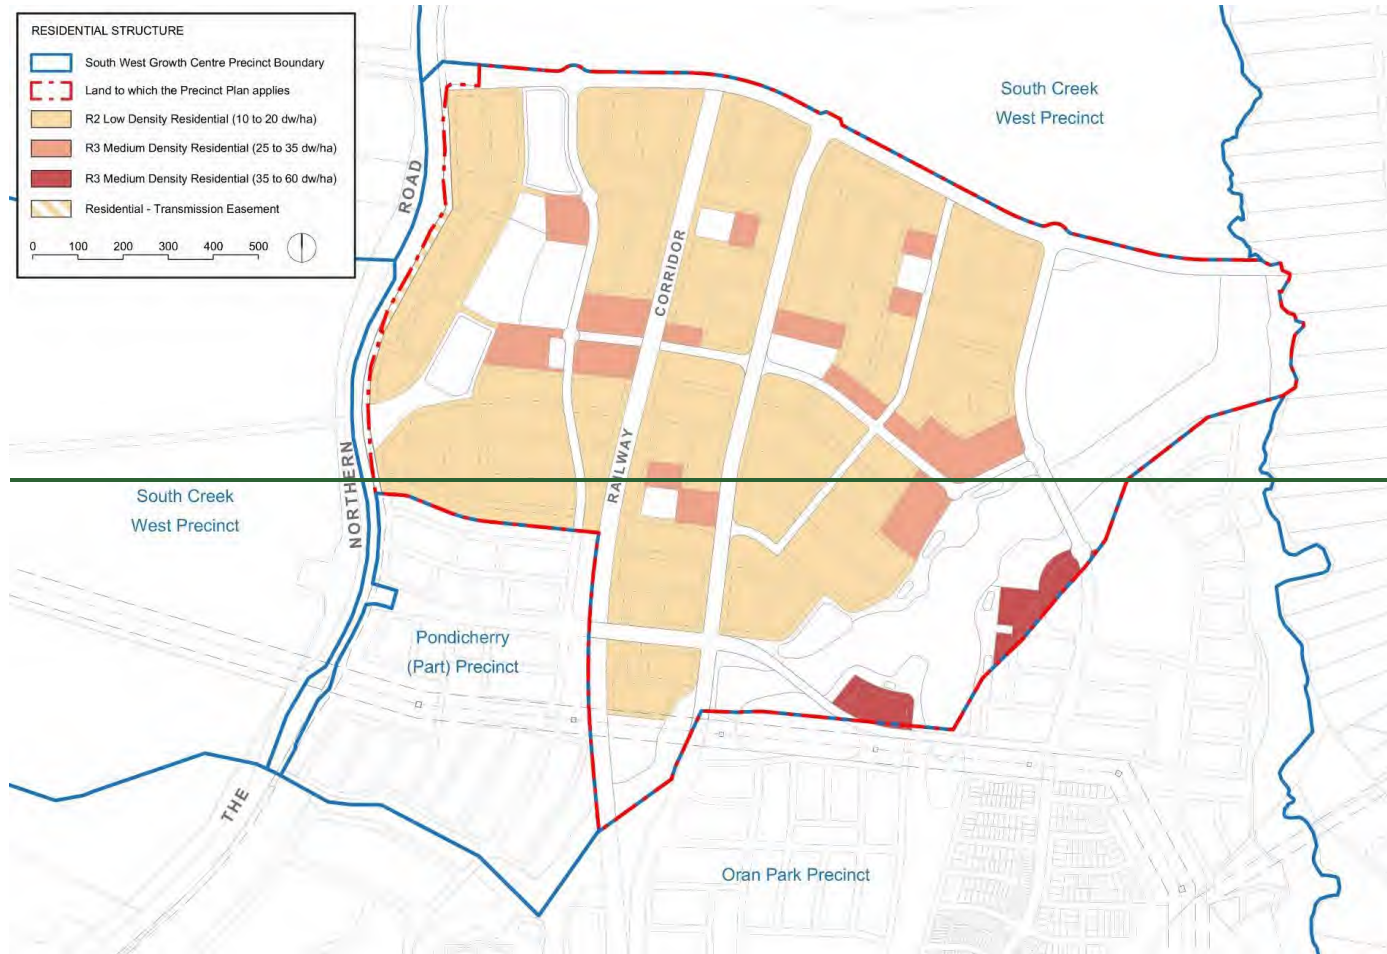 RESIDENTIAL STRUCTURE
South West Growth Centre Precinct Boundary
Land to which the Precinct Plan applies
R2 Low Density Residential (10 to 20 dw/ha)
R3 Medium Density Residential (25 to 35 dw/ha)
R3 Medium Density Residential (35 to 60 dw/ha)
Residential - Transmission Easement
0 100 200 300 400 500
South Creek
West Precinct
ROAD
CORRIDOR
RAILWAY
NORTHERN
South Creek
West Precinct
Pondicherry
(Part) Precinct
THE
Oran Park Precinct